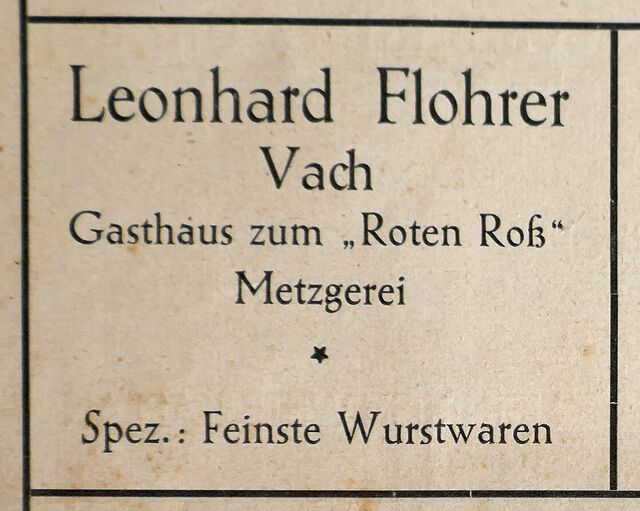 Leonhard Flohrer
Vach
Gasthaus zum „Roten Roß“
Metzgerei
Spez.: Feinste Wurstwaren